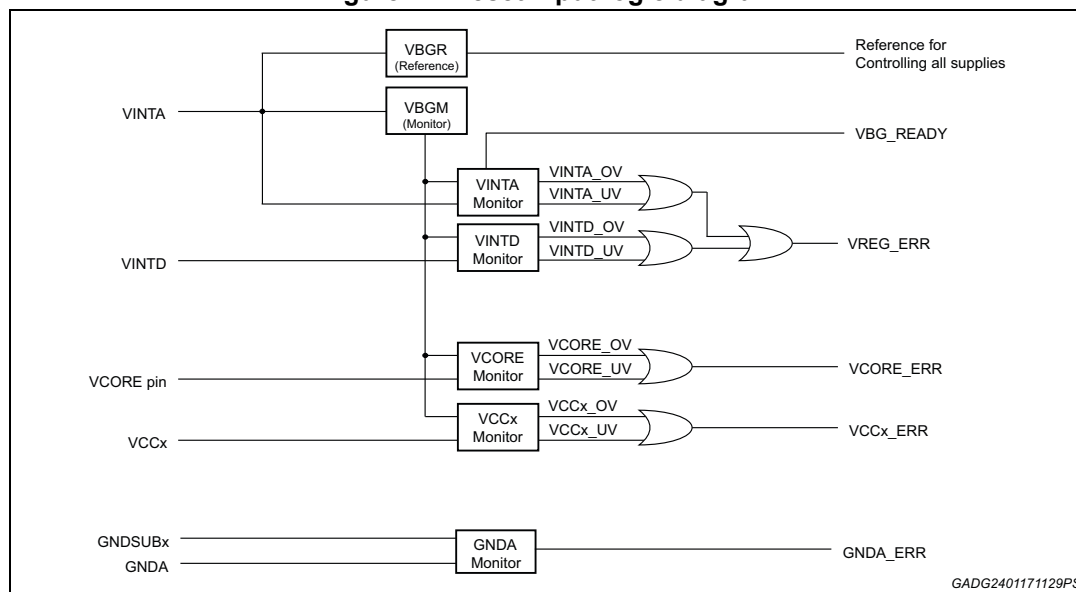 VBGR
(Reference)
Reference for
Controlling all supplies
VINTA
VBGM
(Monitor)
VBG_READY
VINTA
Monitor
VINTA_OV
VINTA_UV
VINTD
VINTD
Monitor
VINTD_OV
VINTD_UV
VREG_ERR
VCORE pin
VCORE
Monitor
VCORE_OV
VCORE_UV
VCORE_ERR
VCCx
VCCx
Monitor
VCCx_OV
VCCx_UV
VCCx_ERR
GNDSUBx
GNDA
GNDA
Monitor
GNDA_ERR
GADG2401171129PS